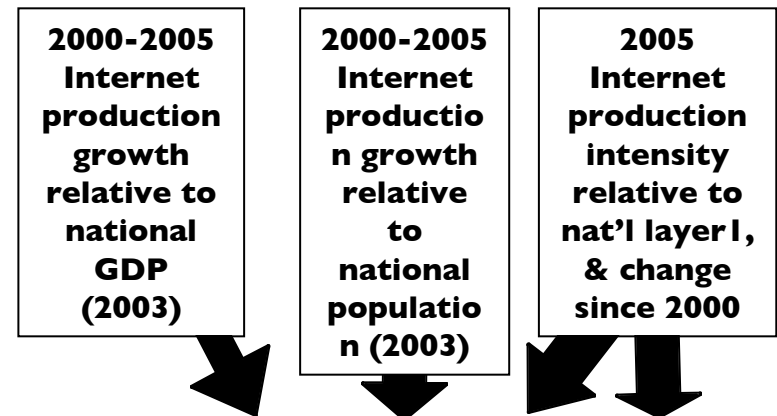 2000-2005
Internet
production
growth
relative to
national
GDP
(2003)
2000-2005
Internet
productio
n growth
relative
to
national
populatio
n (2003)
2005
Internet
production
intensity
relative to
nat’l layer1,
& change
since 2000